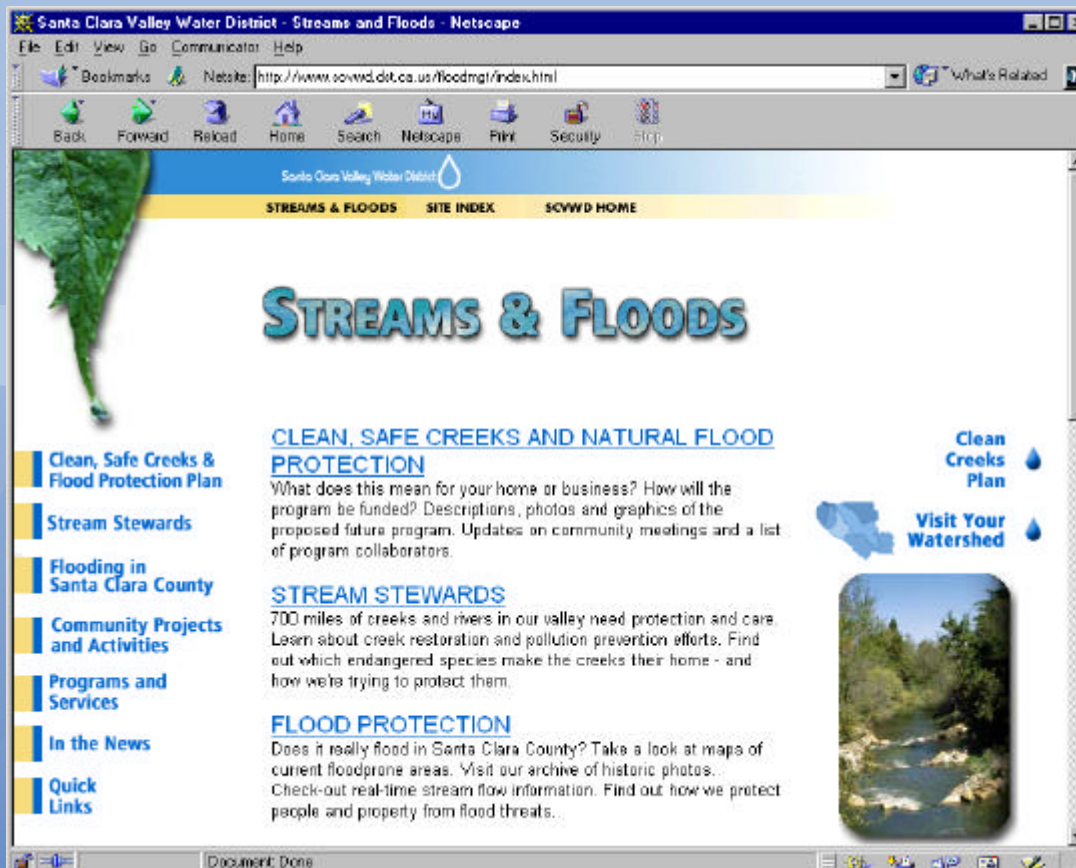 Santa Clara Valley Water District - Streams and Floods - Netscape
File Edit View Go Communicator Help
Bookmarks Netsite: http://www.scvwd.dst.ca.us/floodmgt/index.html What's Related
Back Forward Reload Home Search Netscape Print Security Stop
Santa Clara Valley Water District
STREAMS & FLOODS SITE INDEX SCVWD HOME
STREAMS & FLOODS
Clean, Safe Creeks &
Flood Protection Plan
Stream Stewards
Flooding in
Santa Clara County
Community Projects
and Activities
Programs and
Services
In the News
Quick
Links
CLEAN, SAFE CREEKS AND NATURAL FLOOD
PROTECTION
What does this mean for your home or business? How will the
program be funded? Descriptions, photos and graphics of the
proposed future program. Updates on community meetings and a list
of program collaborators.
STREAM STEWARDS
700 miles of creeks and rivers in our valley need protection and care.
Learn about creek restoration and pollution prevention efforts. Find
out which endangered species make the creeks their home - and
how we're trying to protect them.
FLOOD PROTECTION
Does it really flood in Santa Clara County? Take a look at maps of
current floodprone areas. Visit our archive of historic photos.
Check-out real-time stream flow information. Find out how we protect
people and property from flood threats.
Clean
Creeks
Plan
Visit Your
Watershed
Document: Done